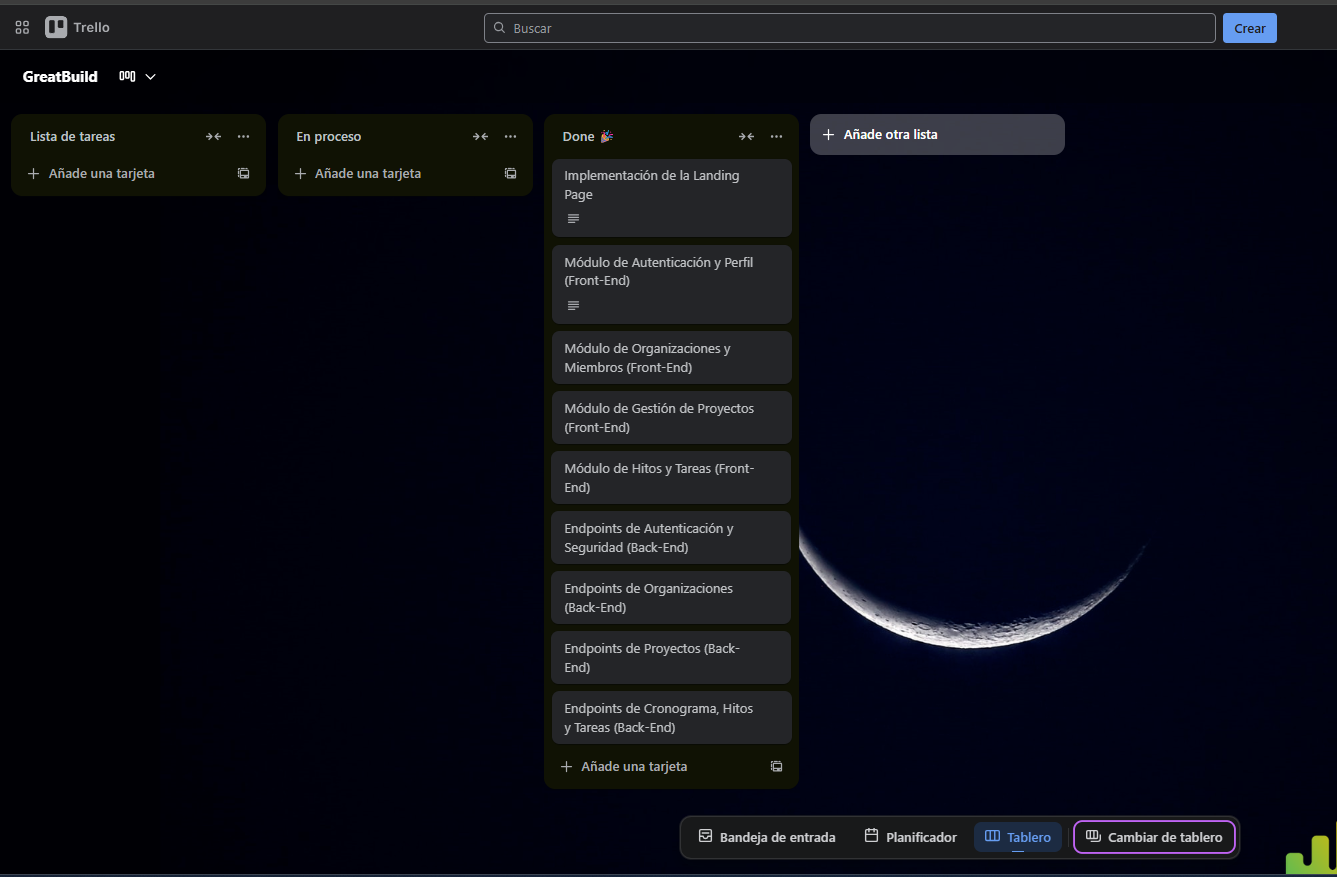 Trello
Buscar
Crear
GreatBuild
Lista de tareas
Añade una tarjeta
En proceso
Añade una tarjeta
Done 🎉
Implementación de la Landing
Page
Módulo de Autenticación y Perfil
(Front-End)
Módulo de Organizaciones y
Miembros (Front-End)
Módulo de Gestión de Proyectos
(Front-End)
Módulo de Hitos y Tareas (Front-
End)
Endpoints de Autenticación y
Seguridad (Back-End)
Endpoints de Organizaciones
(Back-End)
Endpoints de Proyectos (Back-
End)
Endpoints de Cronograma, Hitos
y Tareas (Back-End)
Añade una tarjeta
Añade otra lista
Bandeja de entrada
Planificador
Tablero
Cambiar de tablero